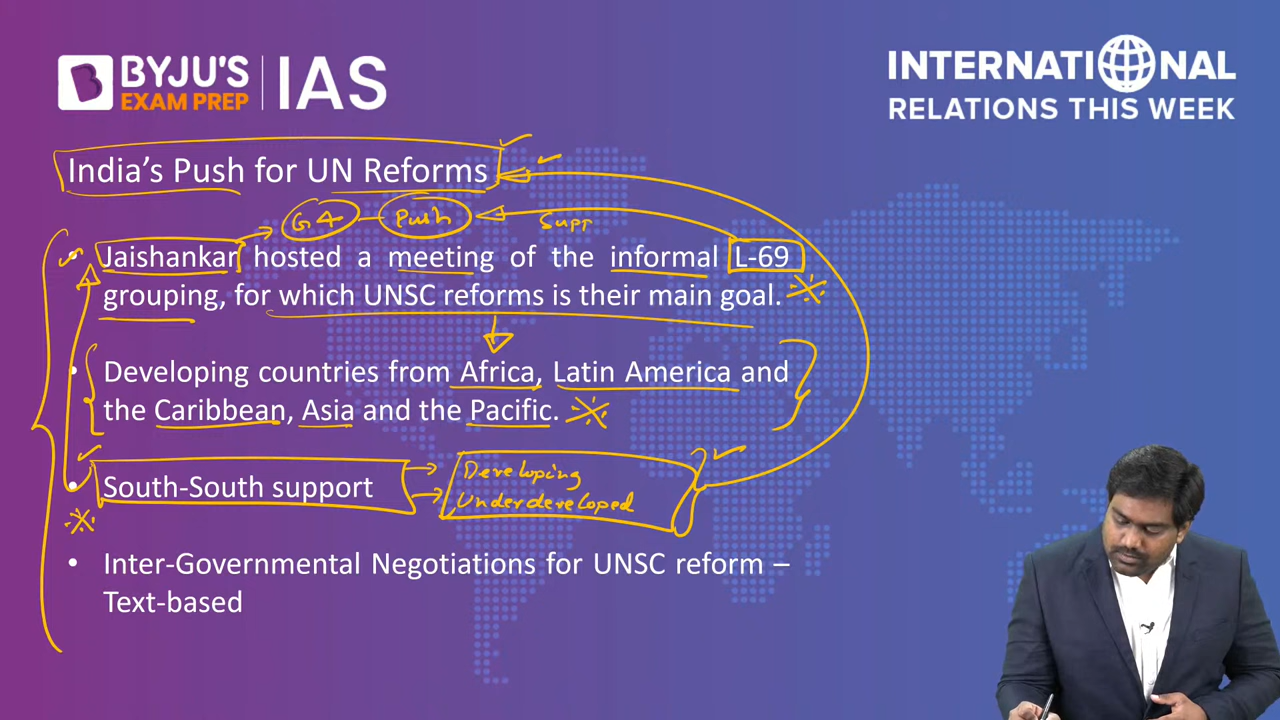 BYJU'S
EXAM PREP
IAS
INTERNATIONAL
RELATIONS THIS WEEK
India's Push for UN Reforms
G4 Push
Supt
• Jaishankar hosted a meeting of the informal L-69
grouping, for which UNSC reforms is their main goal.
• Developing countries from Africa, Latin America and
the Caribbean, Asia and the Pacific.
• South-South support
Developing
Underdeveloped
• Inter-Governmental Negotiations for UNSC reform –
Text-based